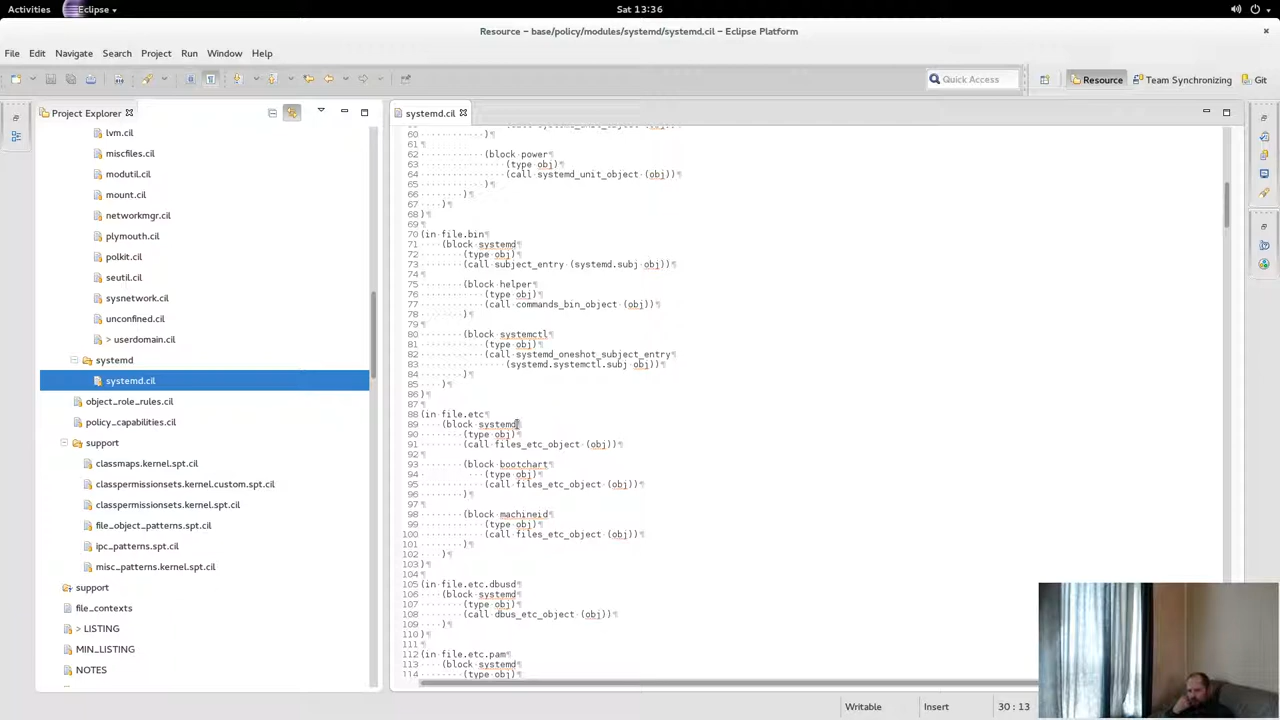 Activities
Eclipse
Sat 13:36
Resource – base/policy/modules/systemd/systemd.cil – Eclipse Platform
File Edit Navigate Search Project Run Window Help
Quick Access
Resource
Team Synchronizing
Git
Project Explorer
lvm.cil
miscfiles.cil
modutil.cil
mount.cil
networkmgr.cil
plymouth.cil
polkit.cil
seutil.cil
sysnetwork.cil
unconfined.cil
> userdomain.cil
systemd
systemd.cil
object_role_rules.cil
policy_capabilities.cil
support
classmaps.kernel.spt.cil
classpermissionsets.kernel.custom.spt.cil
classpermissionsets.kernel.spt.cil
file_object_patterns.spt.cil
ipc_patterns.spt.cil
misc_patterns.kernel.spt.cil
support
file_contexts
> LISTING
MIN_LISTING
NOTES
systemd.cil
60 )¶
61 ¶
62 (block power¶
63 (type obj)¶
64 (call systemd_unit_object (obj))¶
65 )¶
66 )¶
67 )¶
68 )¶
69 ¶
70 (in file.bin¶
71 (block systemd¶
72 (type obj)¶
73 (call subject_entry (systemd.subj obj))¶
74 ¶
75 (block helper¶
76 (type obj)¶
77 (call commands_bin_object (obj))¶
78 )¶
79 ¶
80 (block systemctl¶
81 (type obj)¶
82 (call systemd_oneshot_subject_entry¶
83 (systemd.systemctl.subj obj))¶
84 )¶
85 )¶
86 )¶
87 ¶
88 (in file.etc¶
89 (block systemd¶
90 (type obj)¶
91 (call files_etc_object (obj))¶
92 ¶
93 (block bootchart¶
94 (type obj)¶
95 (call files_etc_object (obj))¶
96 )¶
97 ¶
98 (block machineid¶
99 (type obj)¶
100 (call files_etc_object (obj))¶
101 )¶
102 )¶
103 )¶
104 ¶
105 (in file.etc.dbusd¶
106 (block systemd¶
107 (type obj)¶
108 (call dbus_etc_object (obj))¶
109 )¶
110 )¶
111 ¶
112 (in file.etc.pam¶
113 (block systemd¶
114 (type obj)¶
Writable
Insert
30 : 13